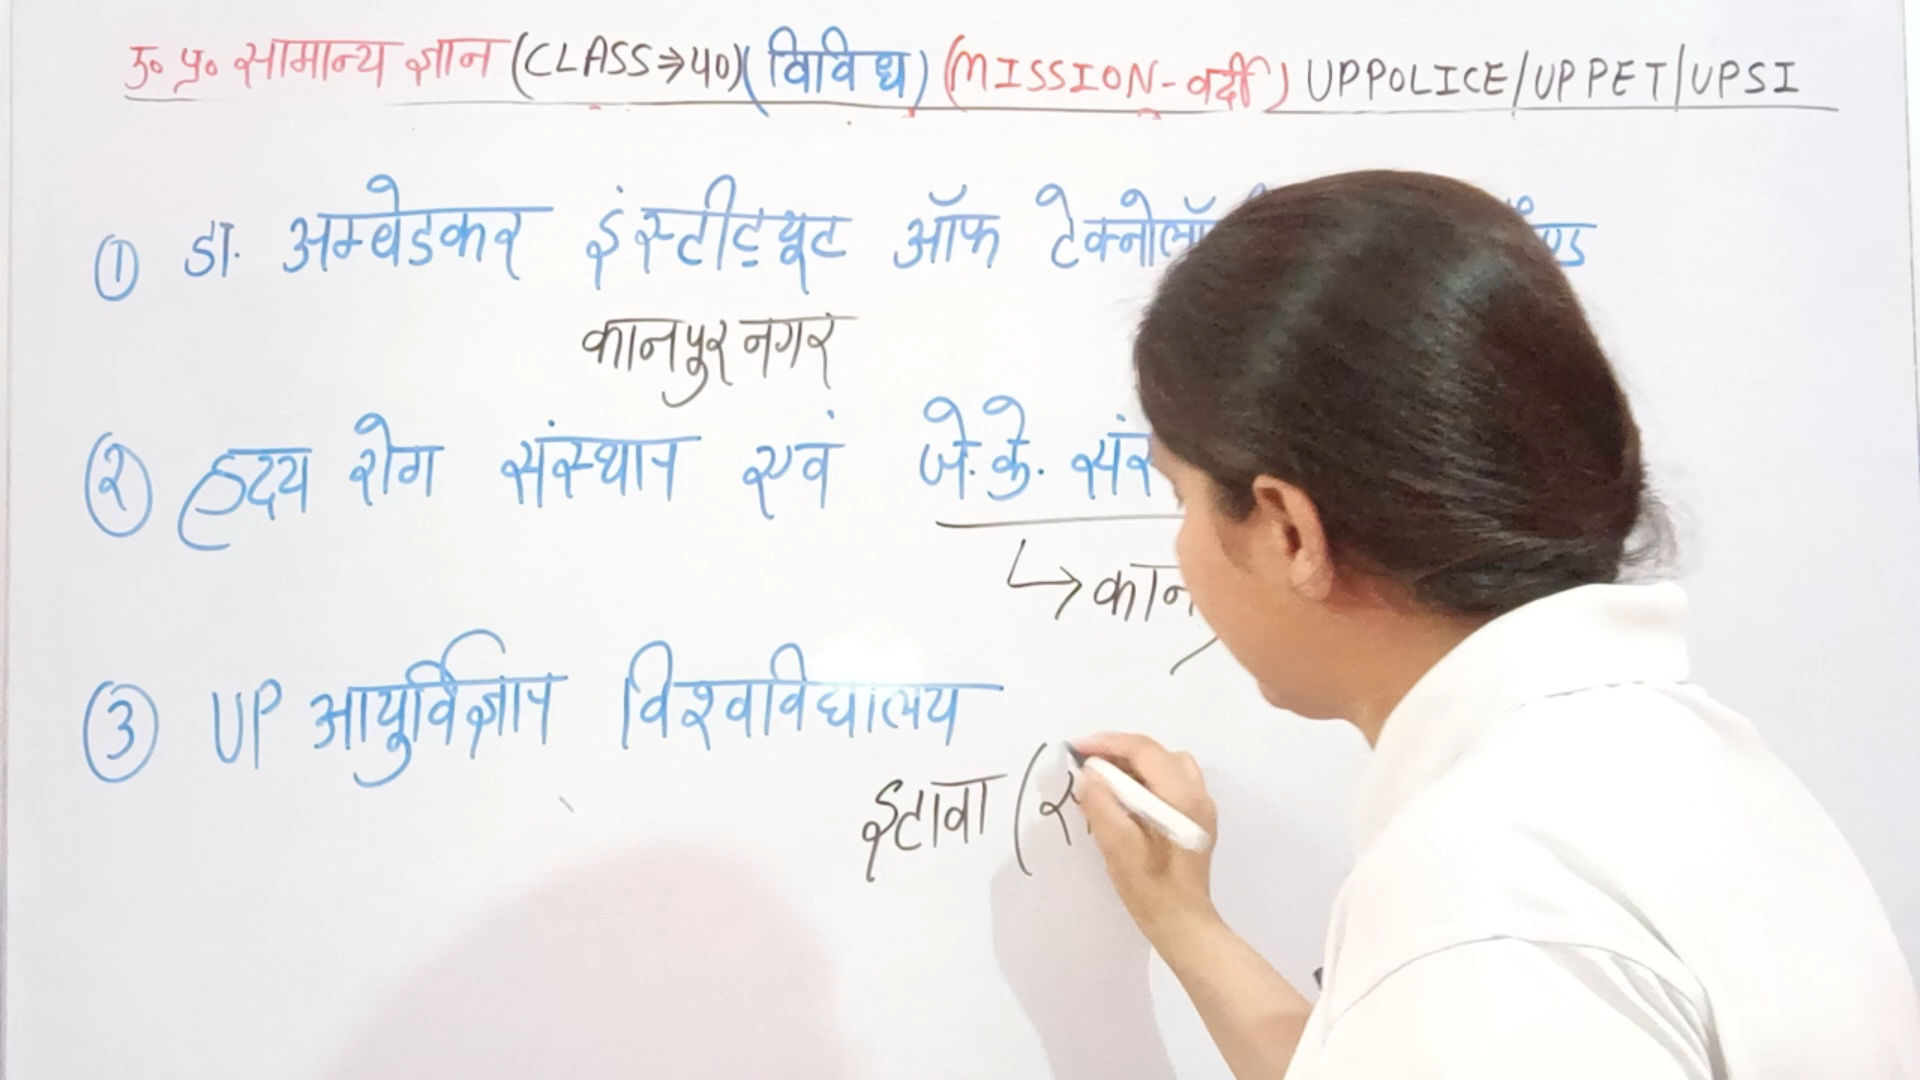 उ० प्र० सामान्य ज्ञान (CLASS⇒40) (विविध) (MISSION-वर्दी) UPPOLICE/UPPET/UPSI
① डा. अम्बेडकर इंस्टीट्यूट ऑफ
कानपुर नगर
② हृदय रोग संस्थान एवं जे.के.
③ UP आयुर्विज्ञान विश्वविद्यालय
इटावा (